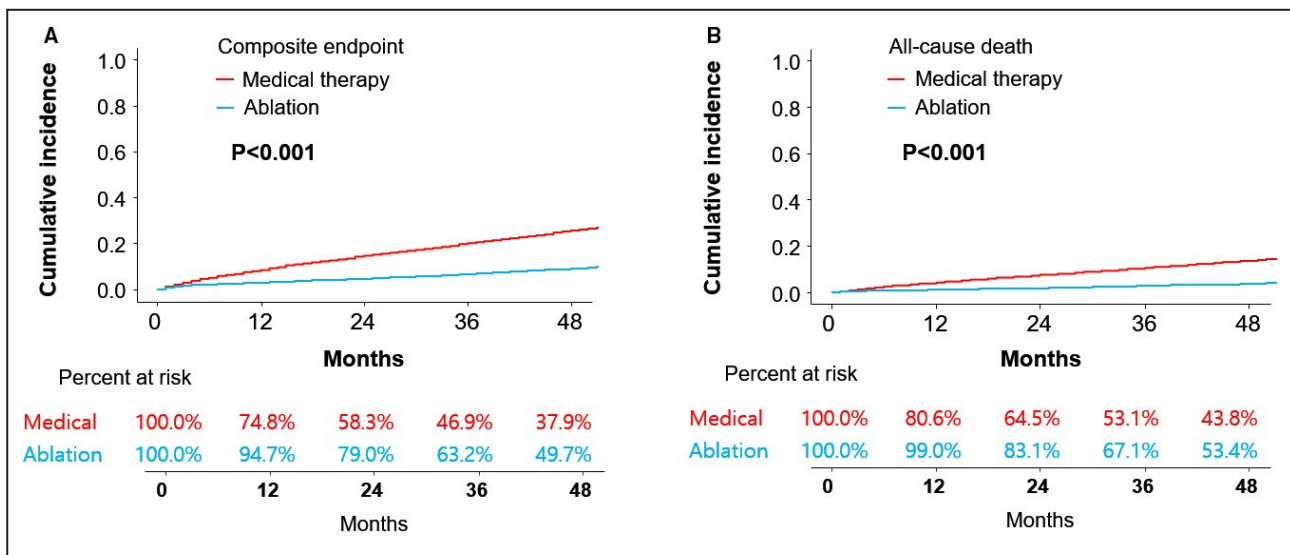 A
Composite endpoint
Medical therapy
Ablation
P<0.001
Cumulative incidence
1.0
0.8
0.6
0.4
0.2
0.0
0 12 24 36 48
Months
Percent at risk
Medical 100.0% 74.8% 58.3% 46.9% 37.9%
Ablation 100.0% 94.7% 79.0% 63.2% 49.7%
0 12 24 36 48
Months
B
All-cause death
Medical therapy
Ablation
P<0.001
Cumulative incidence
1.0
0.8
0.6
0.4
0.2
0.0
0 12 24 36 48
Months
Percent at risk
Medical 100.0% 80.6% 64.5% 53.1% 43.8%
Ablation 100.0% 99.0% 83.1% 67.1% 53.4%
0 12 24 36 48
Months